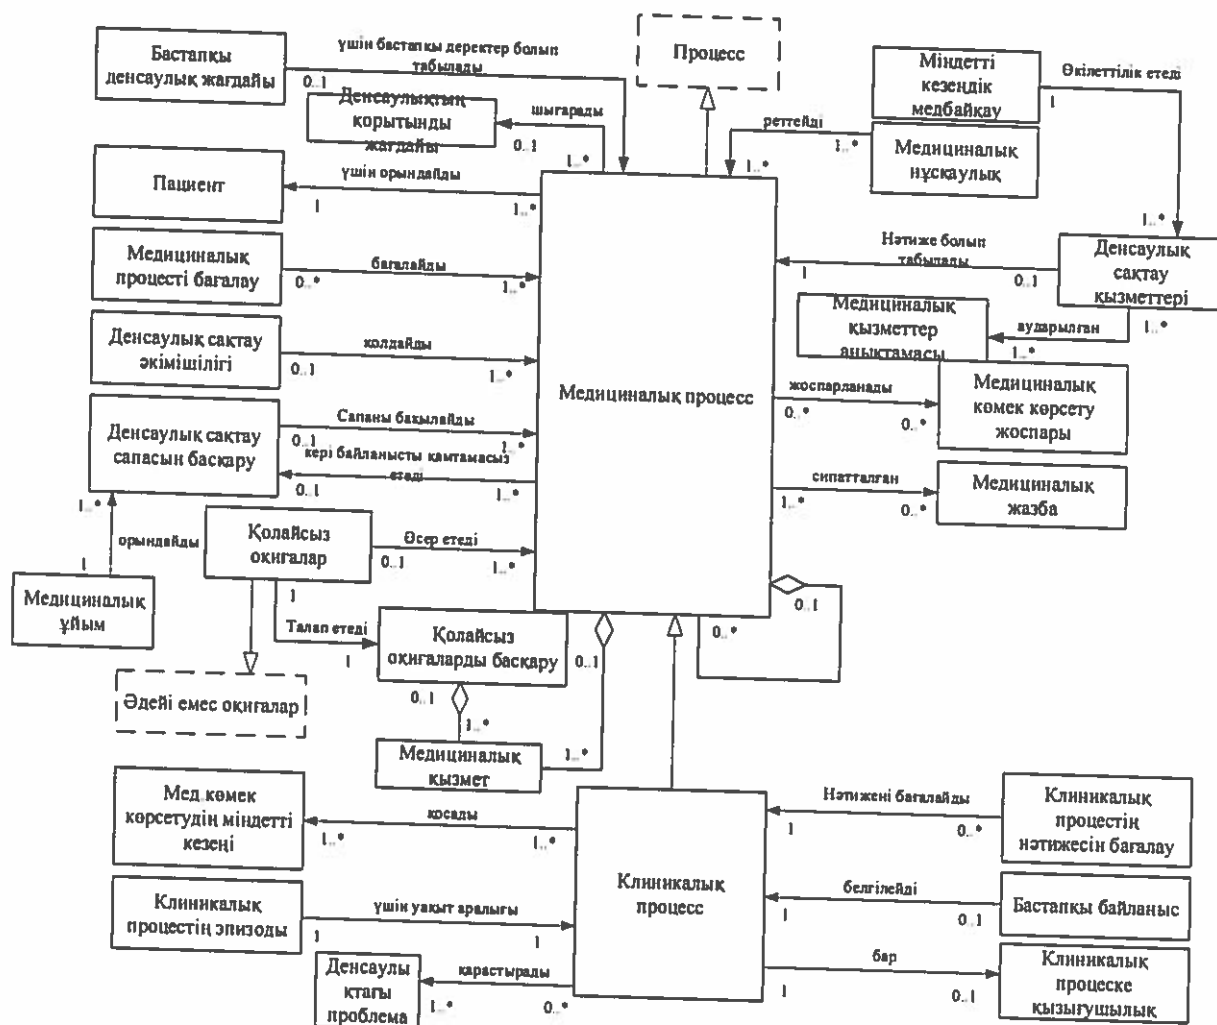 Бастапқы
денсаулық жағдайы
үшін бастапқы деректер болып
табылады
0..1
Процесс
Міндетті
кезеңдік
медбайқау
Өкілеттілік етеді
1
Денсаулықтың
қорытынды
жағдайы
шығарады
0..1
1..*
реттейді
1..*
1..*
Медициналық
нұсқаулық
Пациент
үшін орындайды
1
1..*
1..*
Медициналық
процесті бағалау
бағалайды
0..*
1..*
Нәтиже болып
табылады
1
0..1
Денсаулық
сақтау
қызметтері
Медициналық
қызметтер
анықтамасы
аударылған
1..*
1..*
Денсаулық сақтау
әкімішілігі
қолдайды
0..1
1..*
Медициналық процесс
жоспарланады
0..*
0..*
Медициналық
көмек көрсету
жоспары
Денсаулық сақтау
сапасын басқару
Сапаны бақылайды
0..1
1..*
кері байланысты қамтамасыз
етеді
0..1
1..*
сипатталған
1..*
0..*
Медициналық
жазба
1..*
орындайды
1
Медициналық
ұйым
Қолайсыз
оқиғалар
Әсер етеді
0..1
1..*
1
Талап етеді
1
Қолайсыз
оқиғаларды басқару
0..1
0..1
0..*
0..1
Әдейі емес оқиғалар
1..*
Медициналық
қызмет
1..*
Мед.көмек
көрсетудің міндетті
кезеңі
қосады
1..*
1..*
Клиникалық
процесс
Нәтижені бағалайды
1
0..*
Клиникалық
процестің
нәтижесін бағалау
Клиникалық
процестің эпизоды
үшін уақыт аралығы
1
1
белгілейді
1
0..1
Бастапқы байланыс
Денсаулы
қтағы
проблема
қарастырады
1..*
0..*
бар
1
0..1
Клиникалық
процеске
қызығушылық